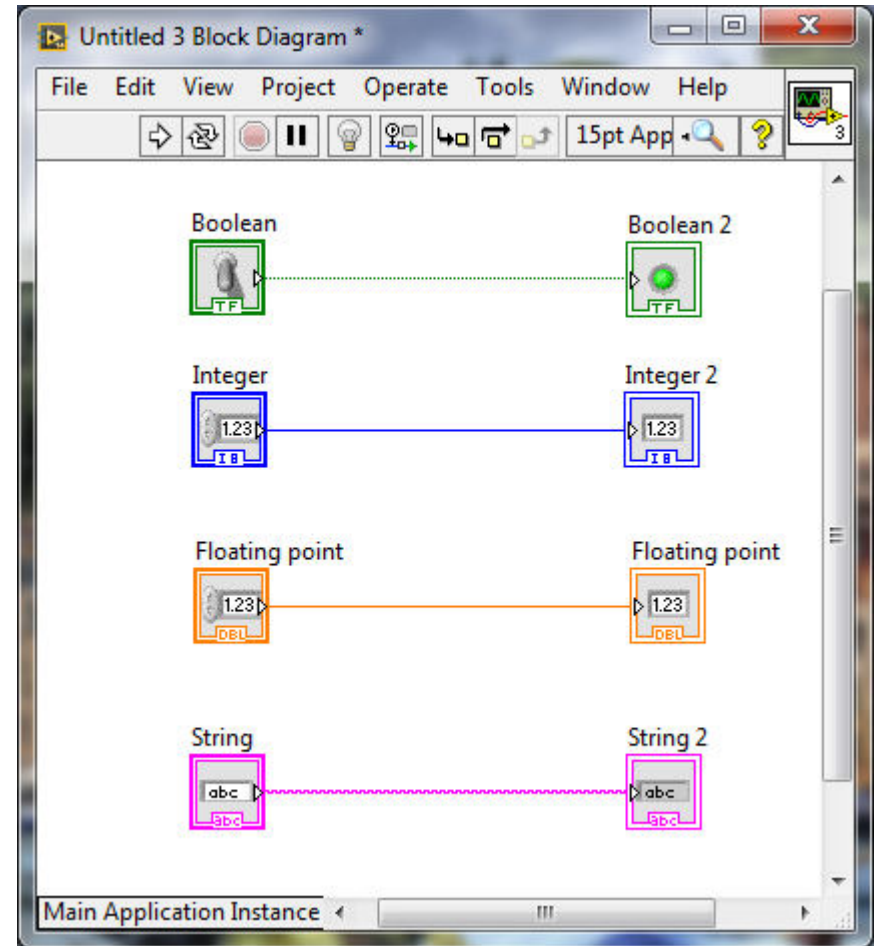 Untitled 3 Block Diagram *
File Edit View Project Operate Tools Window Help
15pt App
3
Boolean Boolean 2
TF TF
Integer Integer 2
1.23 1.23
I8 I8
Floating point Floating point
1.23 1.23
DBL DBL
String String 2
abc abc
abc abc
Main Application Instance